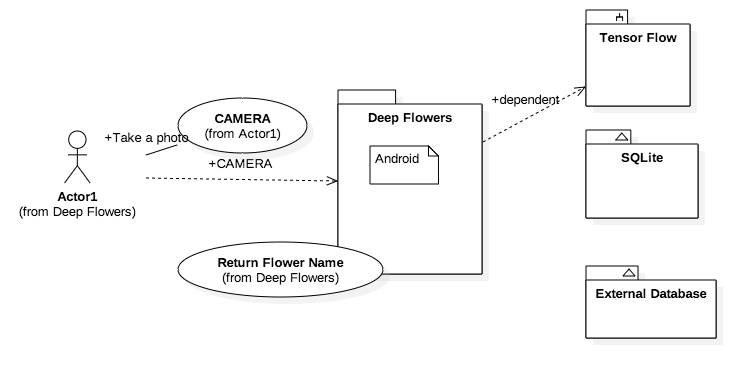 Tensor Flow
+dependent
CAMERA
(from Actor1)
Deep Flowers
+Take a photo
SQLite
Android
+CAMERA
Actor1
(from Deep Flowers)
Return Flower Name
(from Deep Flowers)
External Database